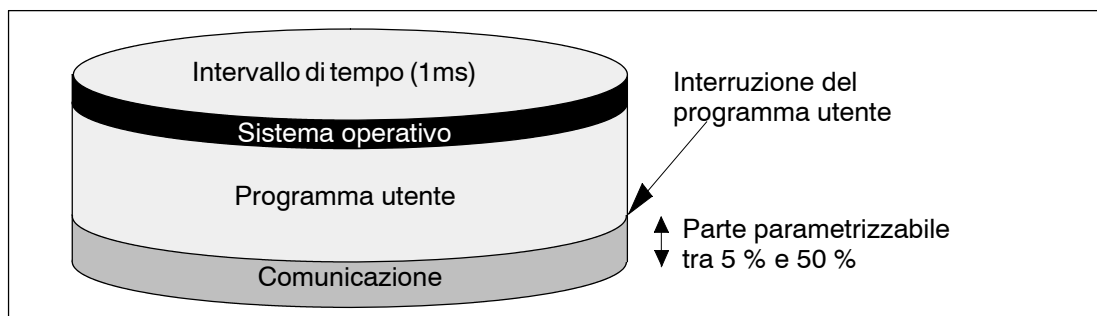 Intervallo di tempo (1ms)
Sistema operativo
Programma utente
Comunicazione
Interruzione del
programma utente
Parte parametrizzabile
tra 5 % e 50 %